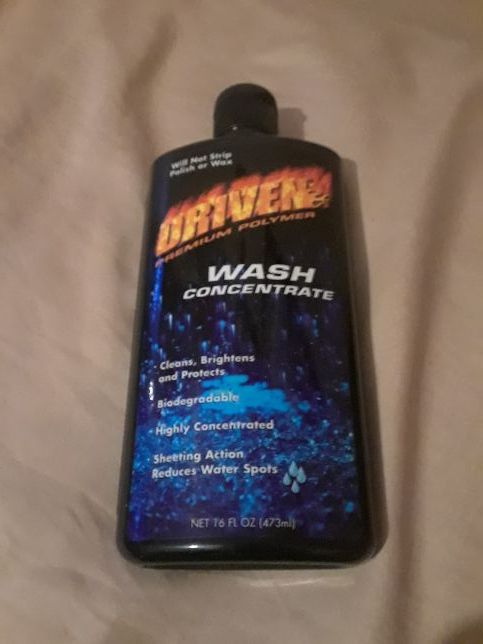 Will Not Strip
Polish or Wax
DRIVEN
PREMIUM POLYMER
WASH
CONCENTRATE
· Cleans, Brightens
and Protects
· Biodegradable
· Highly Concentrated
· Sheeting Action
Reduces Water Spots
NET 16 FL OZ (473ml)